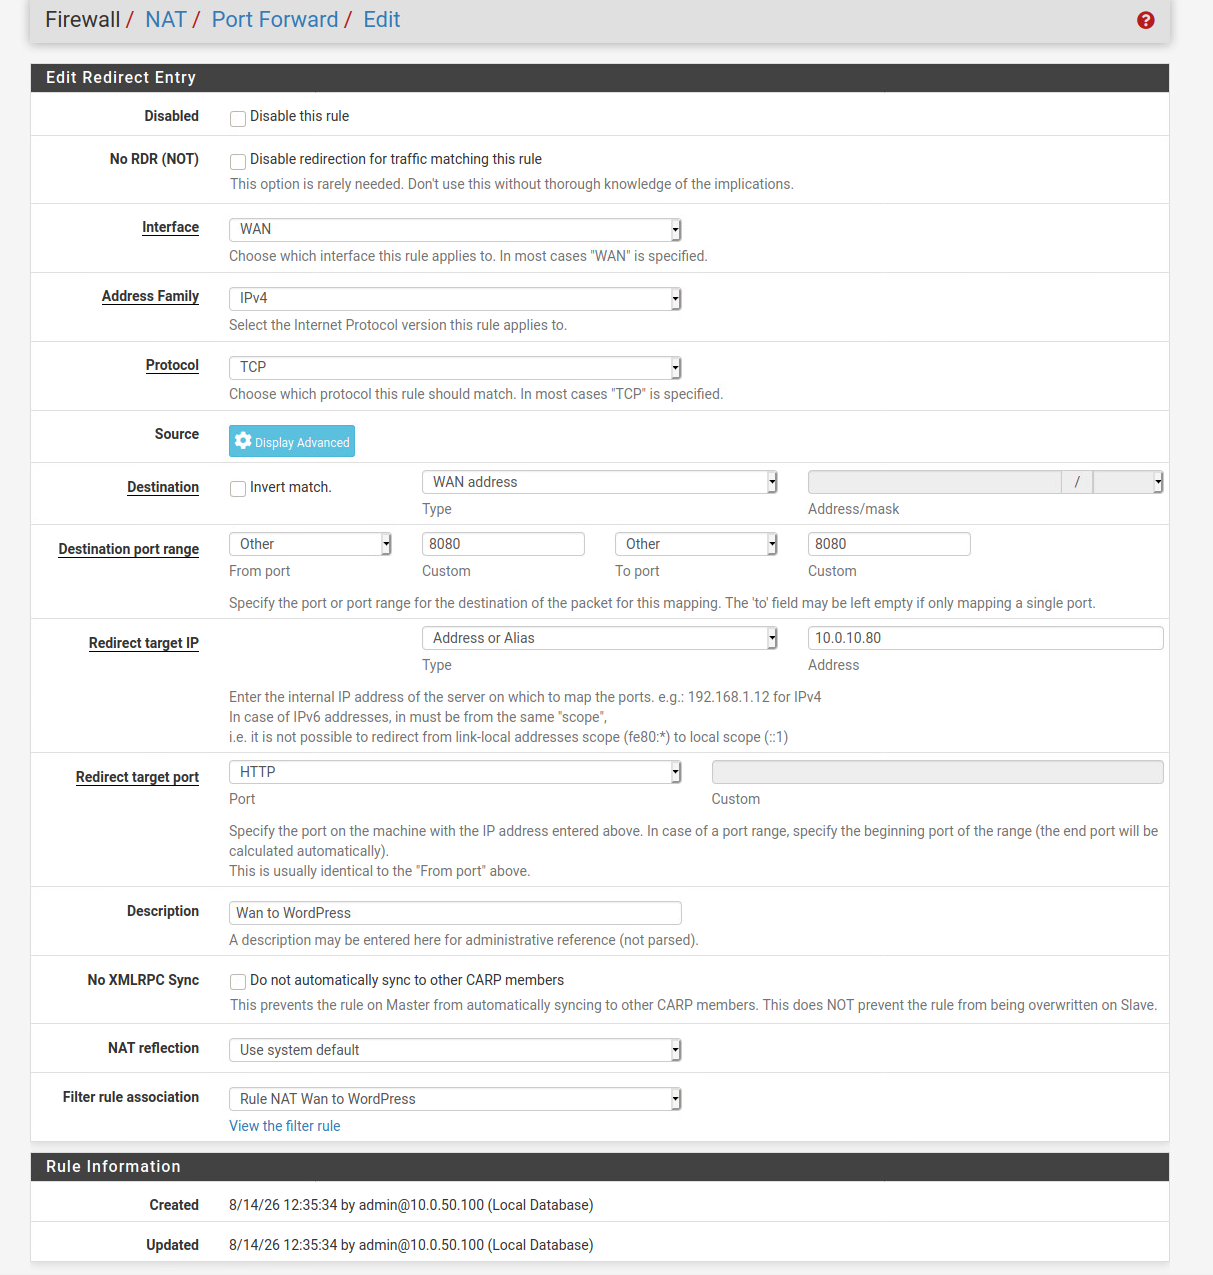 Firewall / NAT / Port Forward / Edit
Edit Redirect Entry
Disabled Disable this rule
No RDR (NOT) Disable redirection for traffic matching this rule
This option is rarely needed. Don't use this without thorough knowledge of the implications.
Interface WAN
Choose which interface this rule applies to. In most cases "WAN" is specified.
Address Family IPv4
Select the Internet Protocol version this rule applies to.
Protocol TCP
Choose which protocol this rule should match. In most cases "TCP" is specified.
Source Display Advanced
Destination Invert match. WAN address /
Type Address/mask
Destination port range Other 8080 Other 8080
From port Custom To port Custom
Specify the port or port range for the destination of the packet for this mapping. The 'to' field may be left empty if only mapping a single port.
Redirect target IP Address or Alias 10.0.10.80
Type Address
Enter the internal IP address of the server on which to map the ports. e.g.: 192.168.1.12 for IPv4
In case of IPv6 addresses, in must be from the same "scope",
i.e. it is not possible to redirect from link-local addresses scope (fe80:*) to local scope (::1)
Redirect target port HTTP
Port Custom
Specify the port on the machine with the IP address entered above. In case of a port range, specify the beginning port of the range (the end port will be
calculated automatically).
This is usually identical to the "From port" above.
Description Wan to WordPress
A description may be entered here for administrative reference (not parsed).
No XMLRPC Sync Do not automatically sync to other CARP members
This prevents the rule on Master from automatically syncing to other CARP members. This does NOT prevent the rule from being overwritten on Slave.
NAT reflection Use system default
Filter rule association Rule NAT Wan to WordPress
View the filter rule
Rule Information
Created 8/14/26 12:35:34 by admin@10.0.50.100 (Local Database)
Updated 8/14/26 12:35:34 by admin@10.0.50.100 (Local Database)